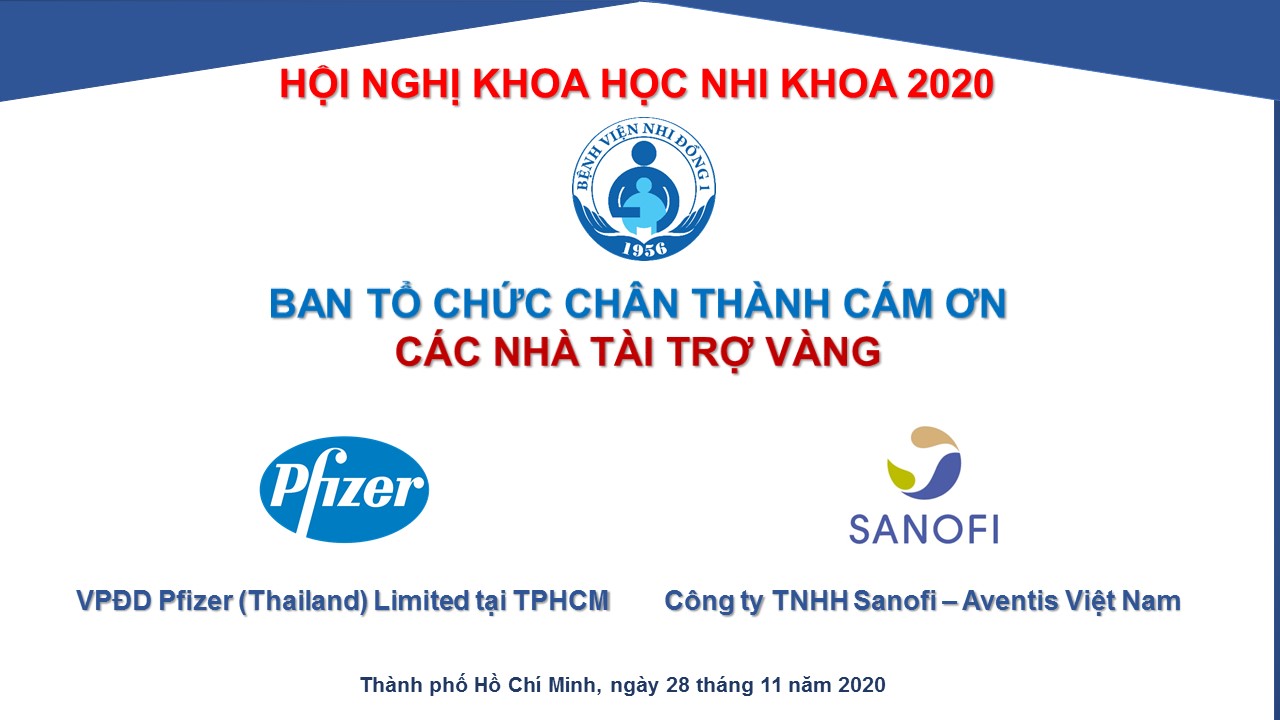 HỘI NGHỊ KHOA HỌC NHI KHOA 2020
BỆNH VIỆN NHI ĐỒNG 1
1956
BAN TỔ CHỨC CHÂN THÀNH CÁM ƠN
CÁC NHÀ TÀI TRỢ VÀNG
Pfizer
SANOFI
VPĐD Pfizer (Thailand) Limited tại TPHCM
Công ty TNHH Sanofi – Aventis Việt Nam
Thành phố Hồ Chí Minh, ngày 28 tháng 11 năm 2020